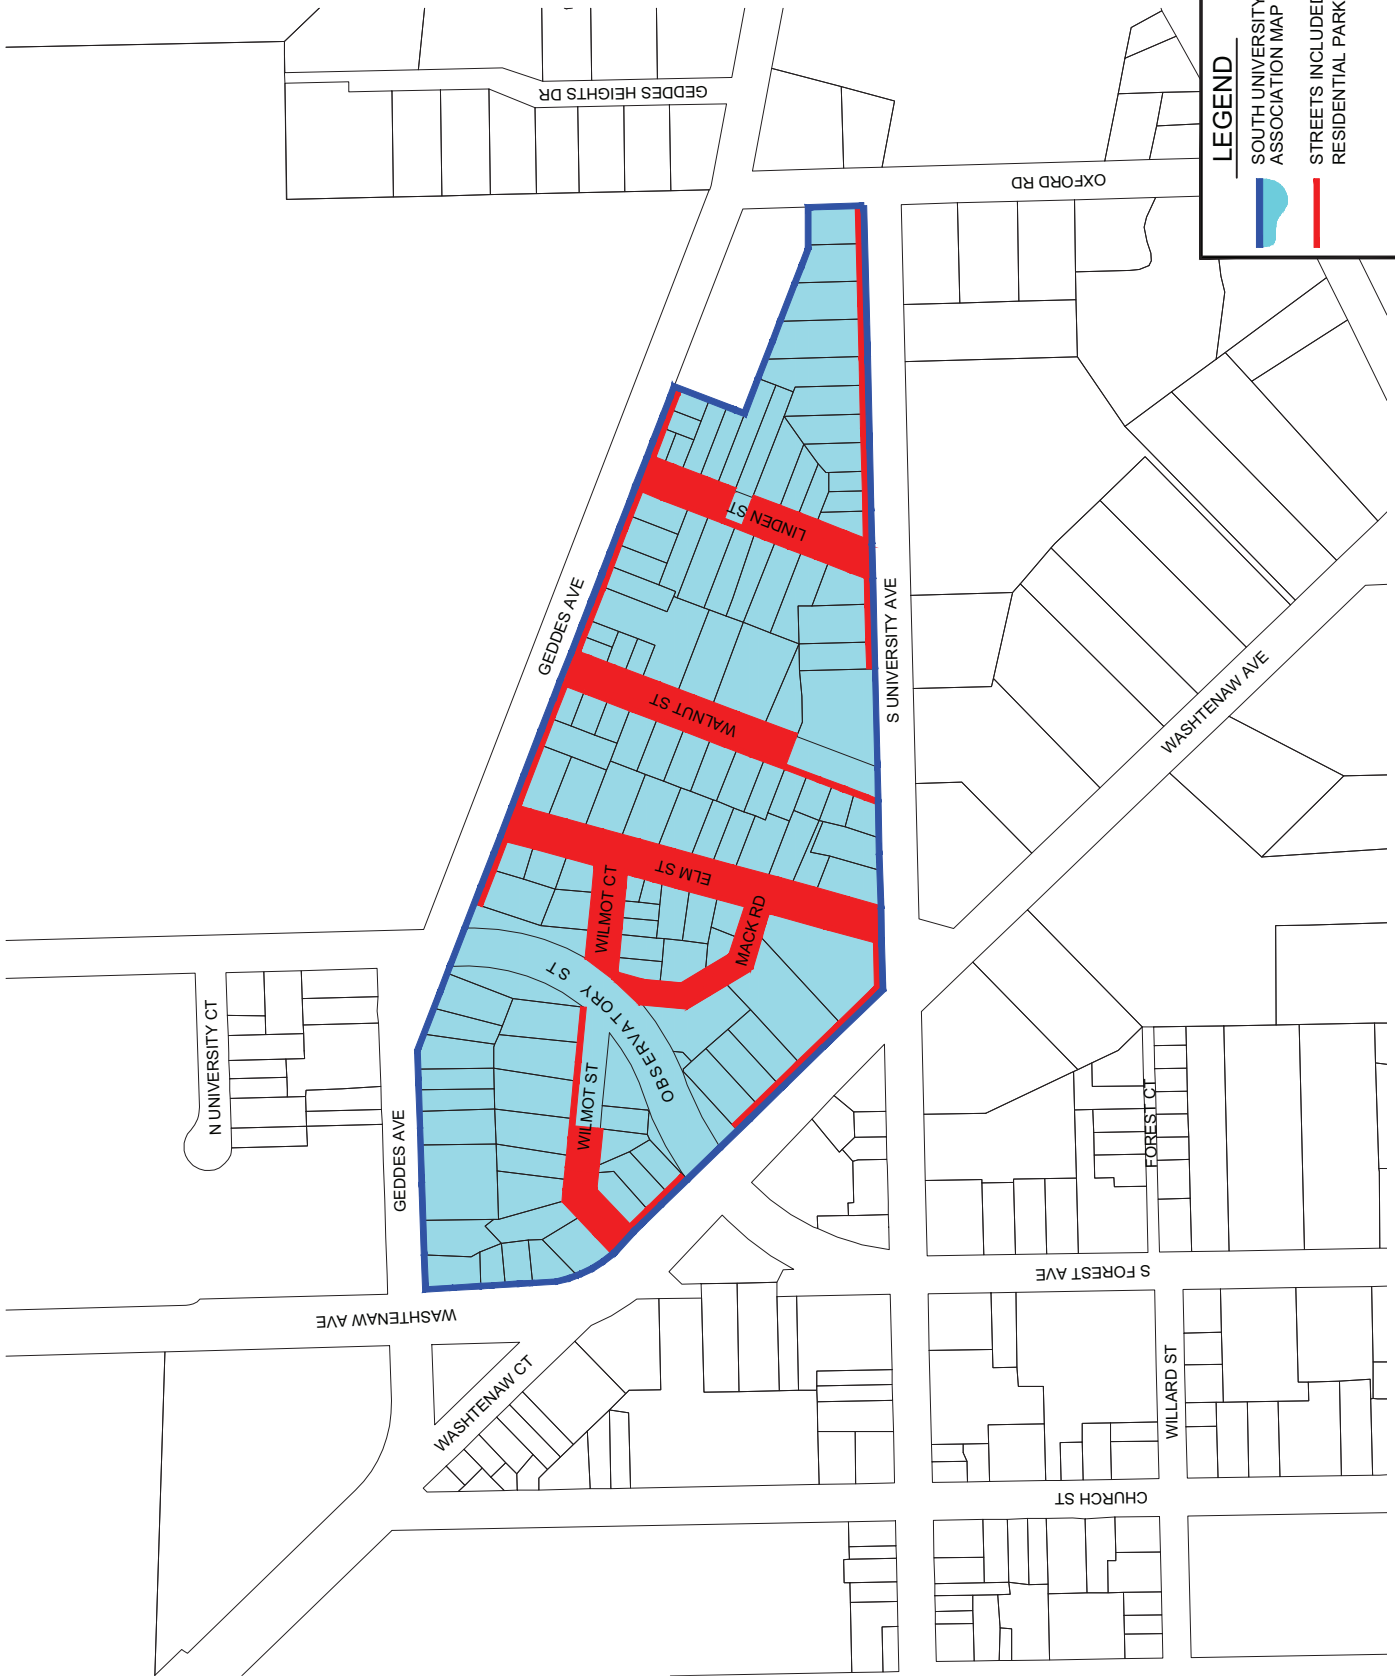 GEDDES HEIGHTS DR
OXFORD RD
LEGEND
SOUTH UNIVERSITY
ASSOCIATION MAP
STREETS INCLUDED
RESIDENTIAL PARK
LINDEN ST
GEDDES AVE
S UNIVERSITY AVE
WALNUT ST
WASHTENAW AVE
ELM ST
WILMOT CT
MACK RD
OBSERVATORY ST
N UNIVERSITY CT
WILMOT ST
GEDDES AVE
FOREST CT
S FOREST AVE
WASHTENAW AVE
WASHTENAW CT
WILLARD ST
CHURCH ST